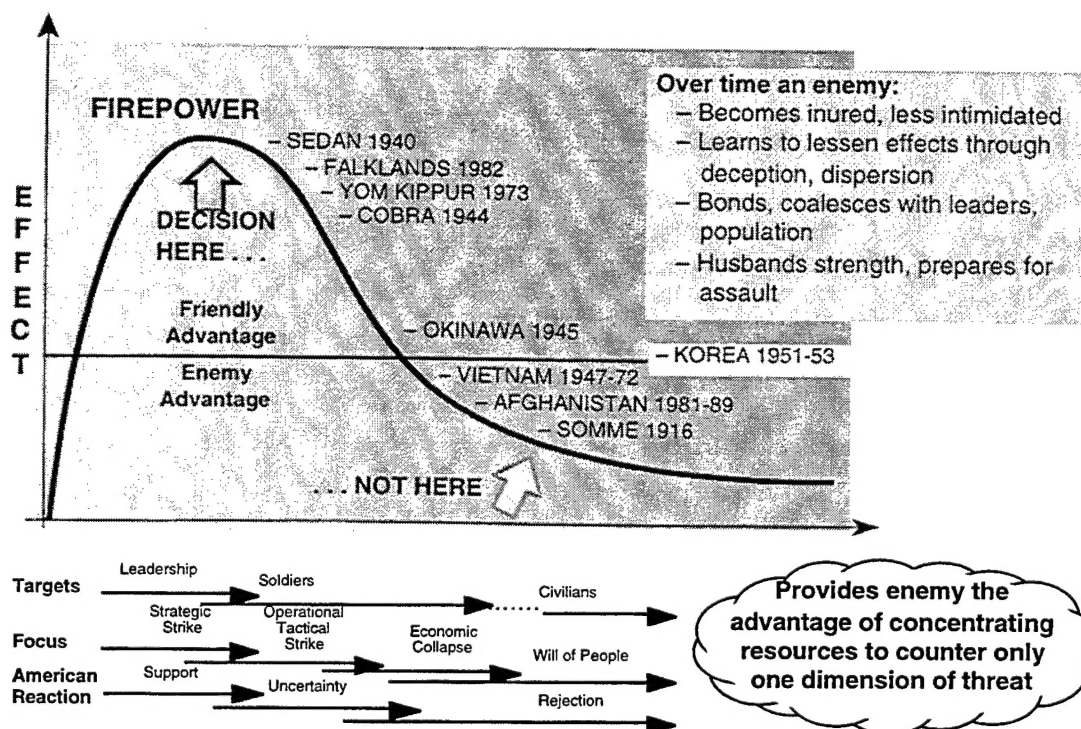 FIREPOWER
EFFECT
– SEDAN 1940
– FALKLANDS 1982
– YOM KIPPUR 1973
– COBRA 1944
DECISION
HERE . . .
Friendly
Advantage
Enemy
Advantage
– OKINAWA 1945
– KOREA 1951-53
– VIETNAM 1947-72
– AFGHANISTAN 1981-89
– SOMME 1916
. . . NOT HERE
Over time an enemy:
– Becomes inured, less intimidated
– Learns to lessen effects through
deception, dispersion
– Bonds, coalesces with leaders,
population
– Husbands strength, prepares for
assault
Targets
Leadership
Soldiers
Civilians
Focus
Strategic
Strike
Operational
Tactical
Strike
Economic
Collapse
Will of People
American
Reaction
Support
Uncertainty
Rejection
Provides enemy the
advantage of concentrating
resources to counter only
one dimension of threat